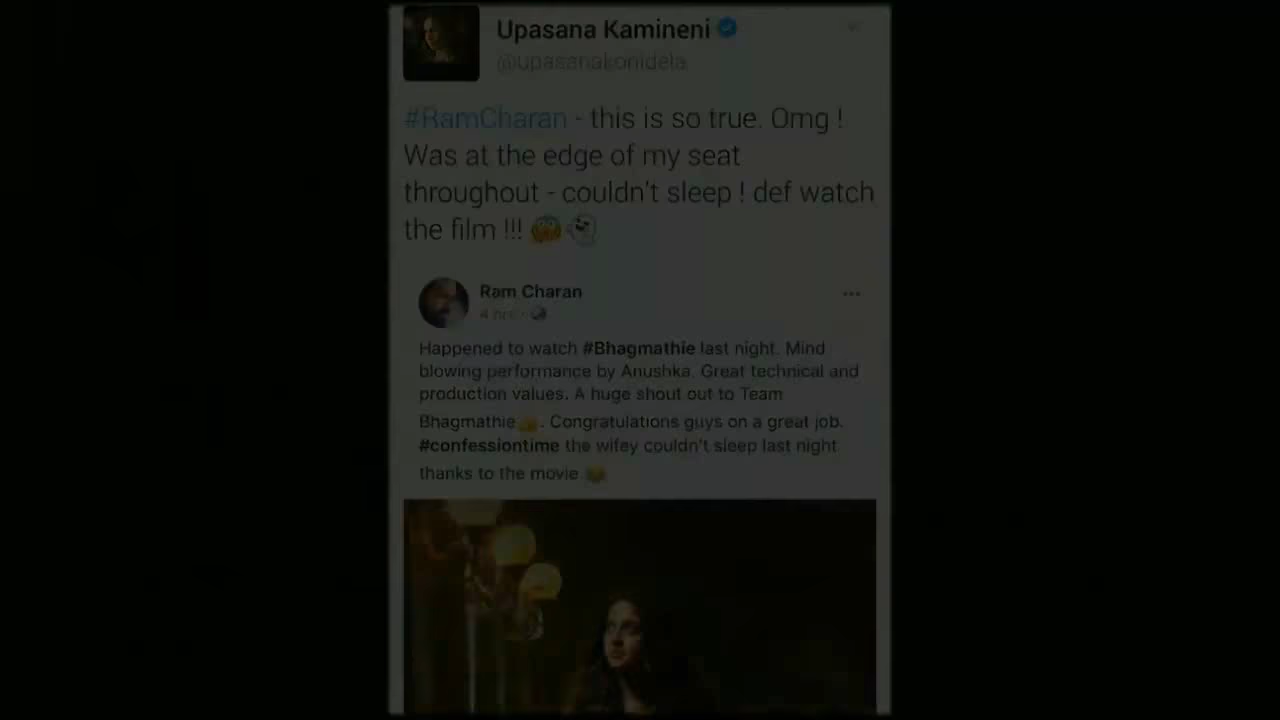 Upasana Kamineni
@upasanakonidela
#RamCharan - this is so true. Omg !
Was at the edge of my seat
throughout - couldn't sleep ! def watch
the film !!! 😱👻
Ram Charan
4 hrs ·
Happened to watch #Bhagmathie last night. Mind
blowing performance by Anushka. Great technical and
production values. A huge shout out to Team
Bhagmathie👍. Congratulations guys on a great job.
#confessiontime the wifey couldn't sleep last night
thanks to the movie 😂